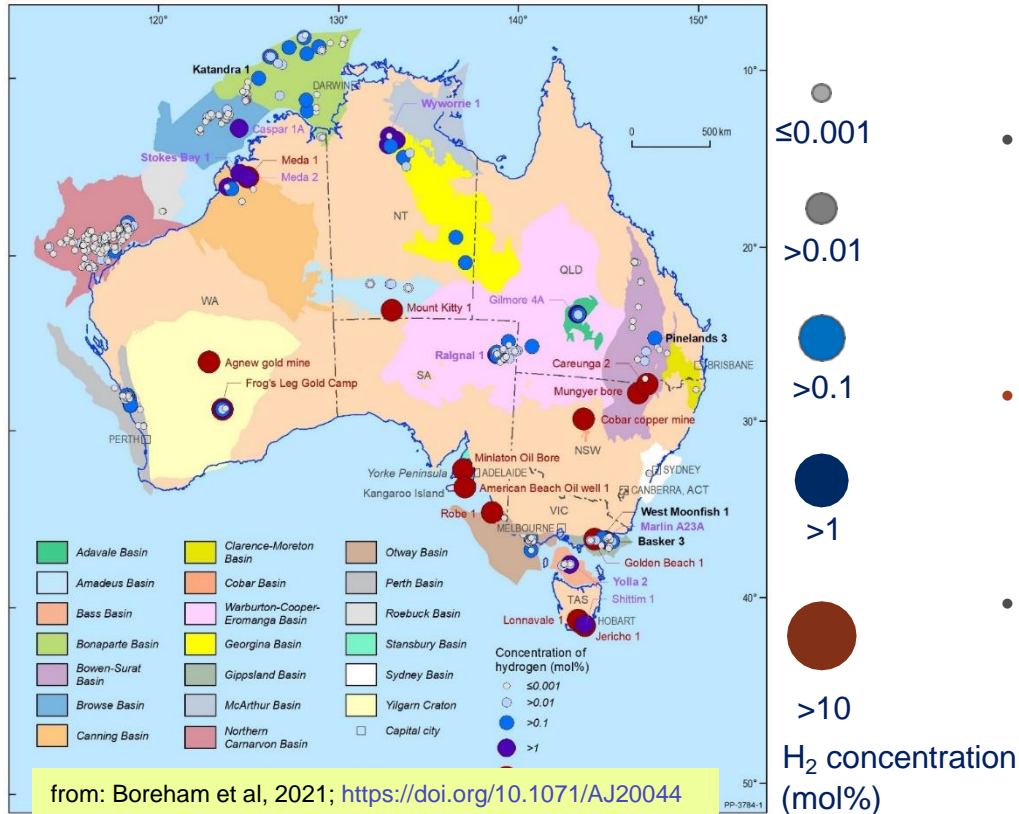 120°
130°
140°
150°
10°
20°
30°
40°
50°
Katandra 1
DARWIN
Wyworrie 1
Caspar 1A
Stokes Bay 1
Meda 1
Meda 2
0
500 km
NT
QLD
WA
Gilmore 4A
Mount Kitty 1
Pinelands 3
Ralgnal 1
Careunga 2
BRISBANE
Agnew gold mine
SA
Mungyer bore
Frog's Leg Gold Camp
Cobar copper mine
PERTH
NSW
Minlaton Oil Bore
Yorke Peninsula
ADELAIDE
SYDNEY
Kangaroo Island
American Beach Oil well 1
CANBERRA, ACT
Robe 1
VIC
West Moonfish 1
MELBOURNE
Marlin A23A
Basker 3
Golden Beach 1
Yolla 2
TAS
Shittim 1
Lonnavale 1
HOBART
Jericho 1
Adavale Basin
Amadeus Basin
Bass Basin
Bonaparte Basin
Bowen-Surat
Basin
Browse Basin
Canning Basin
Clarence-Moreton
Basin
Cobar Basin
Warburton-Cooper-
Eromanga Basin
Georgina Basin
Gippsland Basin
McArthur Basin
Northern
Carnarvon Basin
Otway Basin
Perth Basin
Roebuck Basin
Stansbury Basin
Sydney Basin
Yilgarn Craton
Capital city
Concentration of
hydrogen (mol%)
≤0.001
>0.01
>0.1
>1
from: Boreham et al, 2021; https://doi.org/10.1071/AJ20044
PP-3784-1
≤0.001
>0.01
>0.1
>1
>10
H₂ concentration
(mol%)